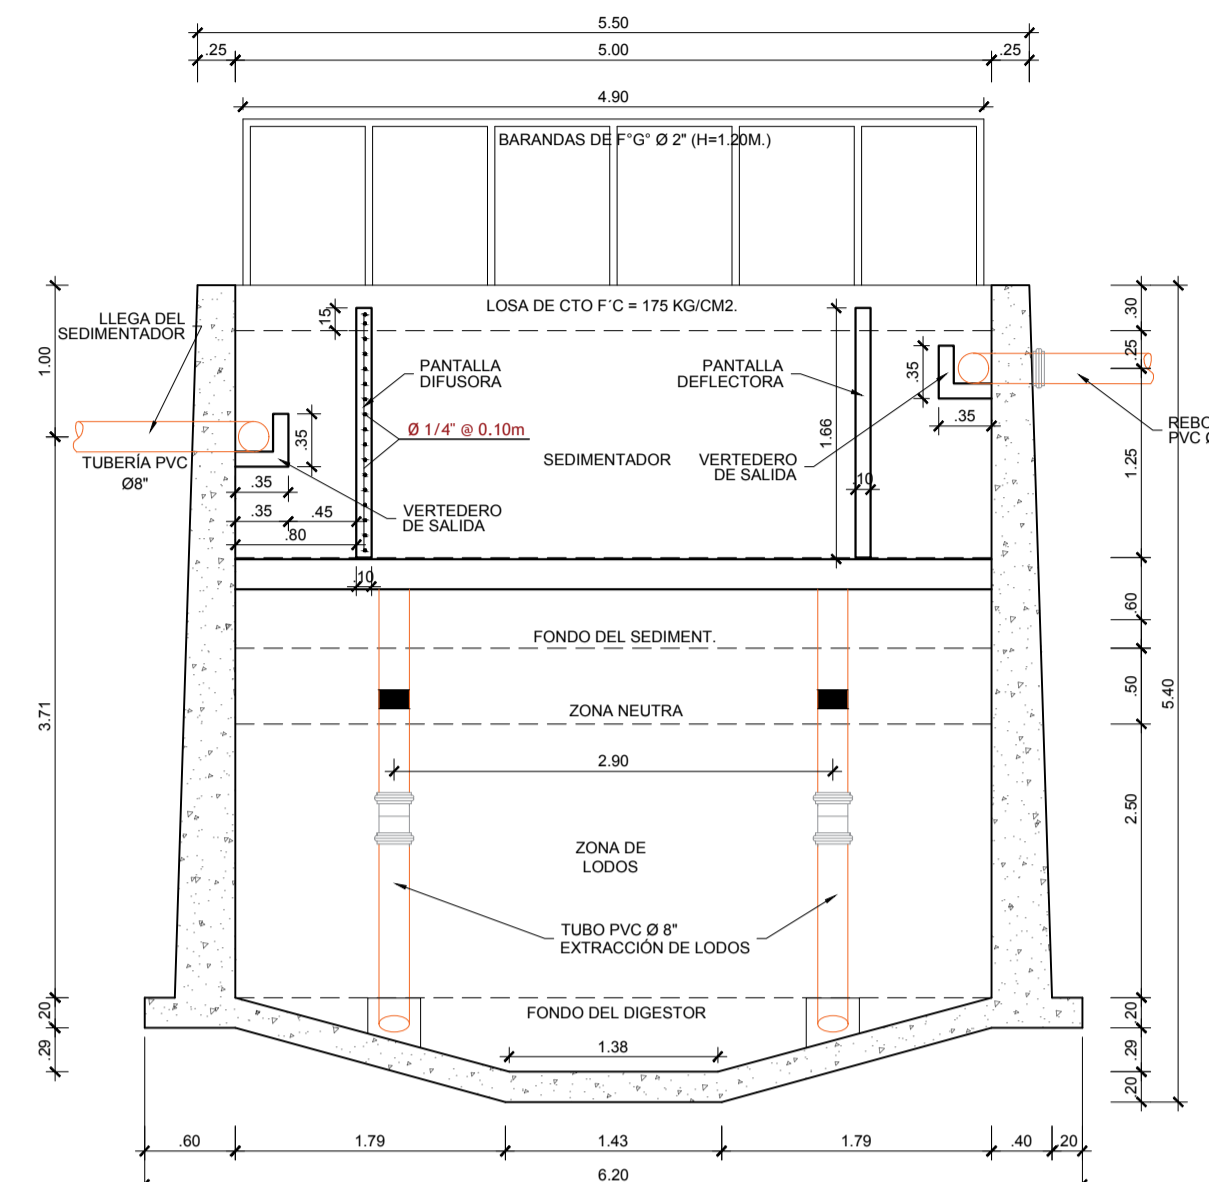 5.50
.25
5.00
.25
4.90
BARANDAS DE F°G° Ø 2" (H=1.20M.)
LOSA DE CTO F´C = 175 KG/CM2.
.15
.30
LLEGA DEL
SEDIMENTADOR
1.00
PANTALLA
DIFUSORA
PANTALLA
DEFLECTORA
.35
.25
.35
Ø 1/4" @ 0.10m
1.66
.35
REBO
PVC Ø
TUBERÍA PVC
Ø8"
SEDIMENTADOR
VERTEDERO
DE SALIDA
.10
1.25
.35
.35
.45
.80
VERTEDERO
DE SALIDA
.10
.60
FONDO DEL SEDIMENT.
.50
ZONA NEUTRA
3.71
5.40
2.90
2.50
ZONA DE
LODOS
TUBO PVC Ø 8"
EXTRACCIÓN DE LODOS
.20
FONDO DEL DIGESTOR
.20
.29
1.38
.29
.20
.60
1.79
1.43
1.79
.40
.20
6.20